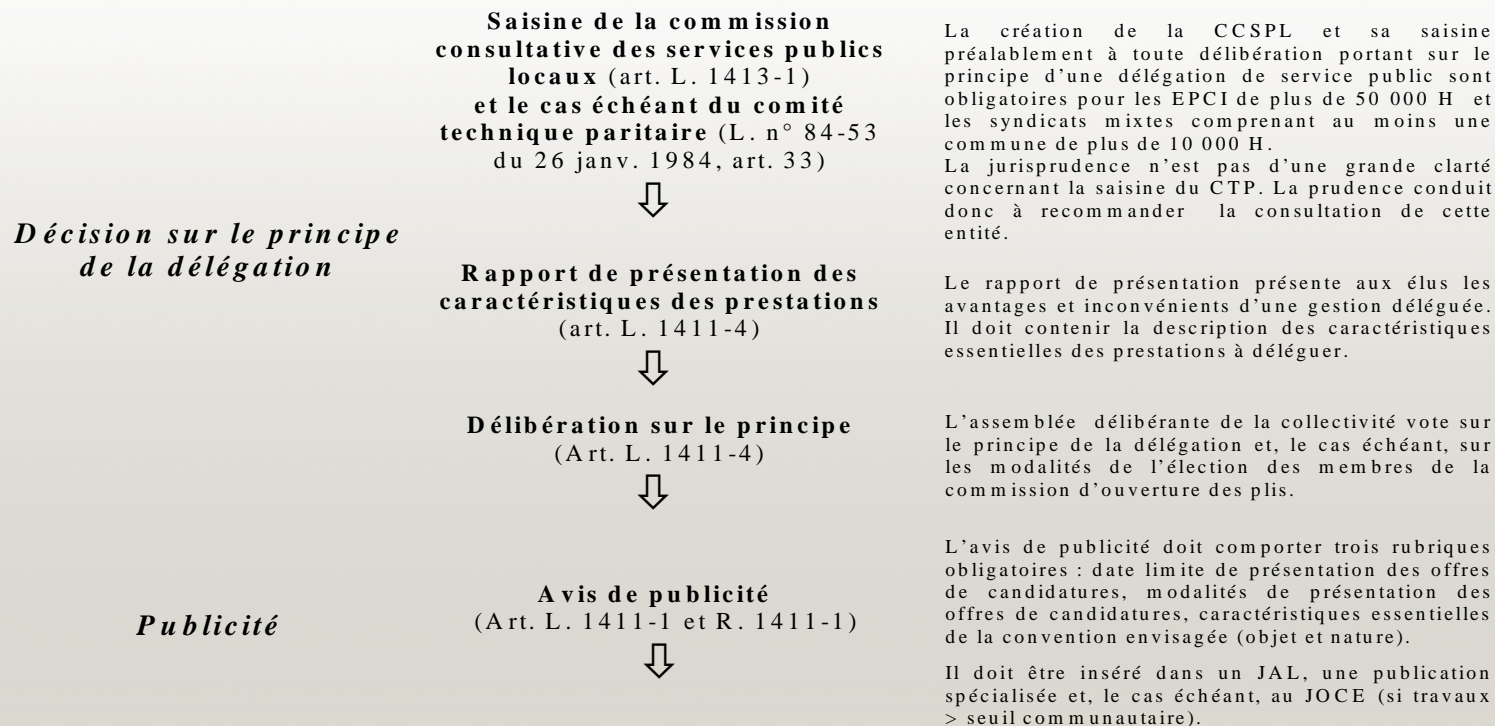 Saisine de la commission
consultative des services publics
locaux (art. L. 1413-1)
et le cas échéant du comité
technique paritaire (L. n° 84-53
du 26 janv. 1984, art. 33)
La création de la CCSPL et sa saisine
préalablement à toute délibération portant sur le
principe d’une délégation de service public sont
obligatoires pour les EPCI de plus de 50 000 H et
les syndicats mixtes comprenant au moins une
commune de plus de 10 000 H.
La jurisprudence n’est pas d’une grande clarté
concernant la saisine du CTP. La prudence conduit
donc à recommander la consultation de cette
entité.
Décision sur le principe
de la délégation
Rapport de présentation des
caractéristiques des prestations
(art. L. 1411-4)
Le rapport de présentation présente aux élus les
avantages et inconvénients d’une gestion déléguée.
Il doit contenir la description des caractéristiques
essentielles des prestations à déléguer.
Délibération sur le principe
(Art. L. 1411-4)
L’assemblée délibérante de la collectivité vote sur
le principe de la délégation et, le cas échéant, sur
les modalités de l’élection des membres de la
commission d’ouverture des plis.
Publicité
Avis de publicité
(Art. L. 1411-1 et R. 1411-1)
L’avis de publicité doit comporter trois rubriques
obligatoires : date limite de présentation des offres
de candidatures, modalités de présentation des
offres de candidatures, caractéristiques essentielles
de la convention envisagée (objet et nature).
Il doit être inséré dans un JAL, une publication
spécialisée et, le cas échéant, au JOCE (si travaux
> seuil communautaire).